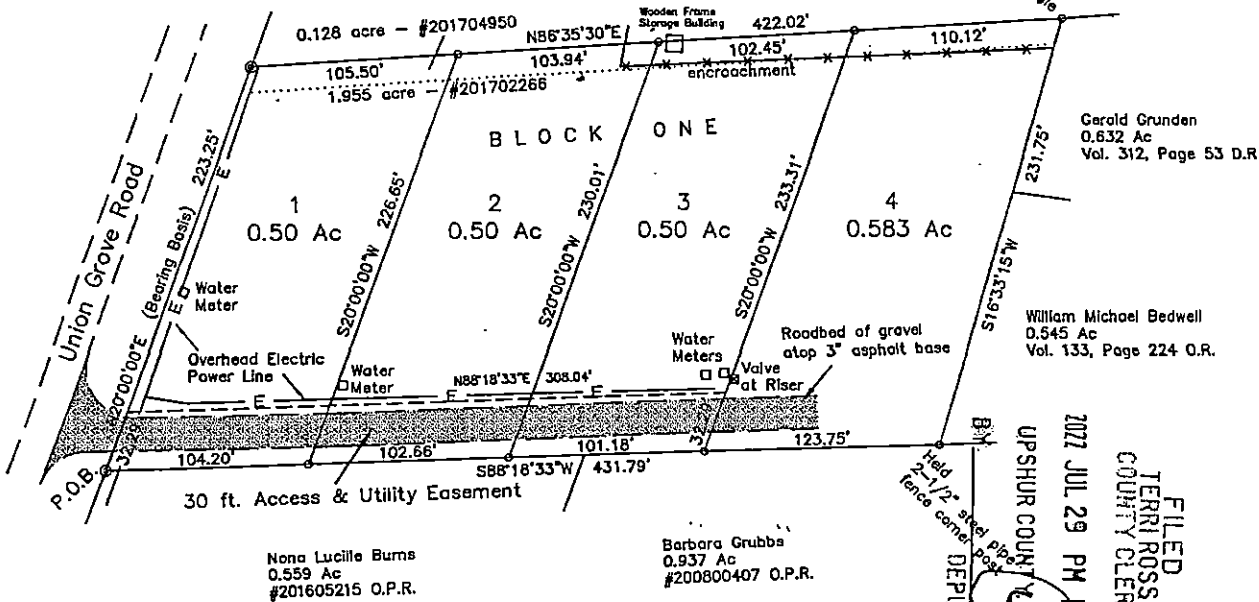 0.128 acre - #201704950
Wooden Frame
Storage Building
N86°35'30"E
422.02'
105.50'
103.94'
102.45'
110.12'
encroachment
1.955 acre - #201702266
BLOCK ONE
Gerald Grunden
0.632 Ac
Vol. 312, Page 53 D.R
223.25'
(Bearing Basis)
N20°00'00"E
32.29'
Union Grove Road
E
E
1
0.50 Ac
S20°00'00"W 226.65'
2
0.50 Ac
S20°00'00"W 230.01'
3
0.50 Ac
S20°00'00"W 233.31'
4
0.583 Ac
231.75'
S16°33'15"W
Water
Meter
William Michael Bedwell
0.545 Ac
Vol. 133, Page 224 O.R.
Overhead Electric
Power Line
Water
Meter
Water
Meters
Valve
at Riser
Roadbed of gravel
atop 3" asphalt base
N88°18'33"E 308.04'
E
E
E
P.O.B.
104.20'
102.66'
101.18'
123.75'
S88°18'33"W 431.79'
30 ft. Access & Utility Easement
Held
2-1/2" steel pipe
fence corner post
Nona Lucille Burns
0.559 Ac
#201605215 O.P.R.
Barbara Grubbs
0.937 Ac
#200800407 O.P.R.
FILED
TERRI ROSS
COUNTY CLER
2022 JUL 29 PM
UPSHUR COUNTY
BY
DEPU